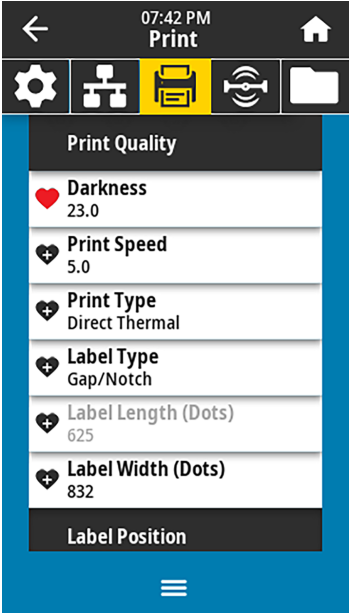 07:42 PM
Print
Print Quality
Darkness
23.0
Print Speed
5.0
Print Type
Direct Thermal
Label Type
Gap/Notch
Label Length (Dots)
625
Label Width (Dots)
832
Label Position